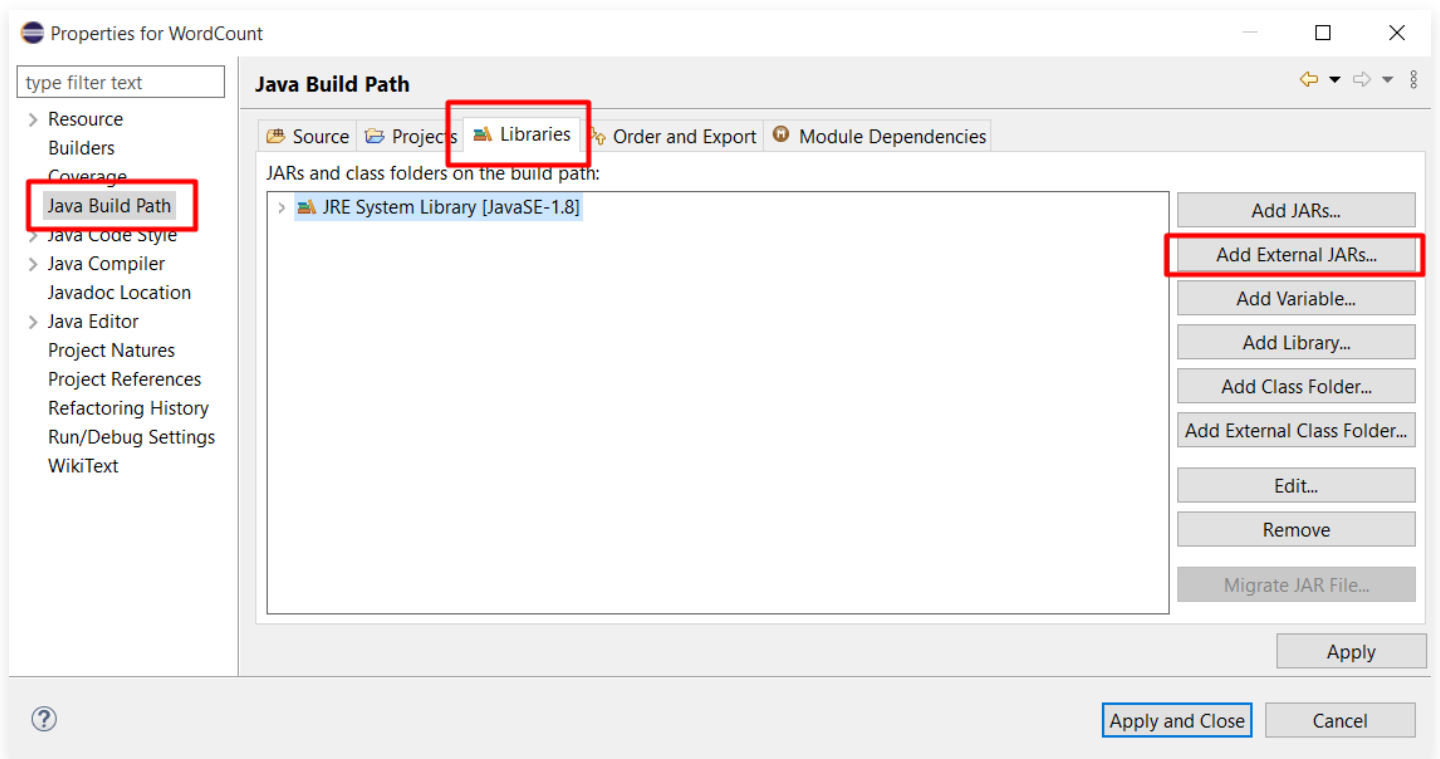 Properties for WordCount
type filter text
Resource
Builders
Coverage
Java Build Path
Java Code Style
Java Compiler
Javadoc Location
Java Editor
Project Natures
Project References
Refactoring History
Run/Debug Settings
WikiText
Java Build Path
Source Projects Libraries Order and Export Module Dependencies
JARs and class folders on the build path:
JRE System Library [JavaSE-1.8]
Add JARs...
Add External JARs...
Add Variable...
Add Library...
Add Class Folder...
Add External Class Folder...
Edit...
Remove
Migrate JAR File...
Apply
?
Apply and Close Cancel